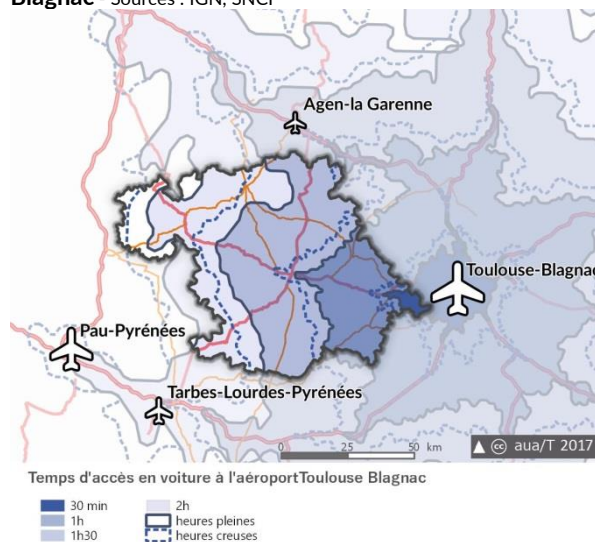 Blagnac - Sources : IGN, SNCF
Agen-la Garenne
Toulouse-Blagnac
Pau-Pyrénées
Tarbes-Lourdes-Pyrénées
0 25 50 km
aua/T 2017
Temps d'accès en voiture à l'aéroportToulouse Blagnac
30 min
1h
1h30
2h
heures pleines
heures creuses